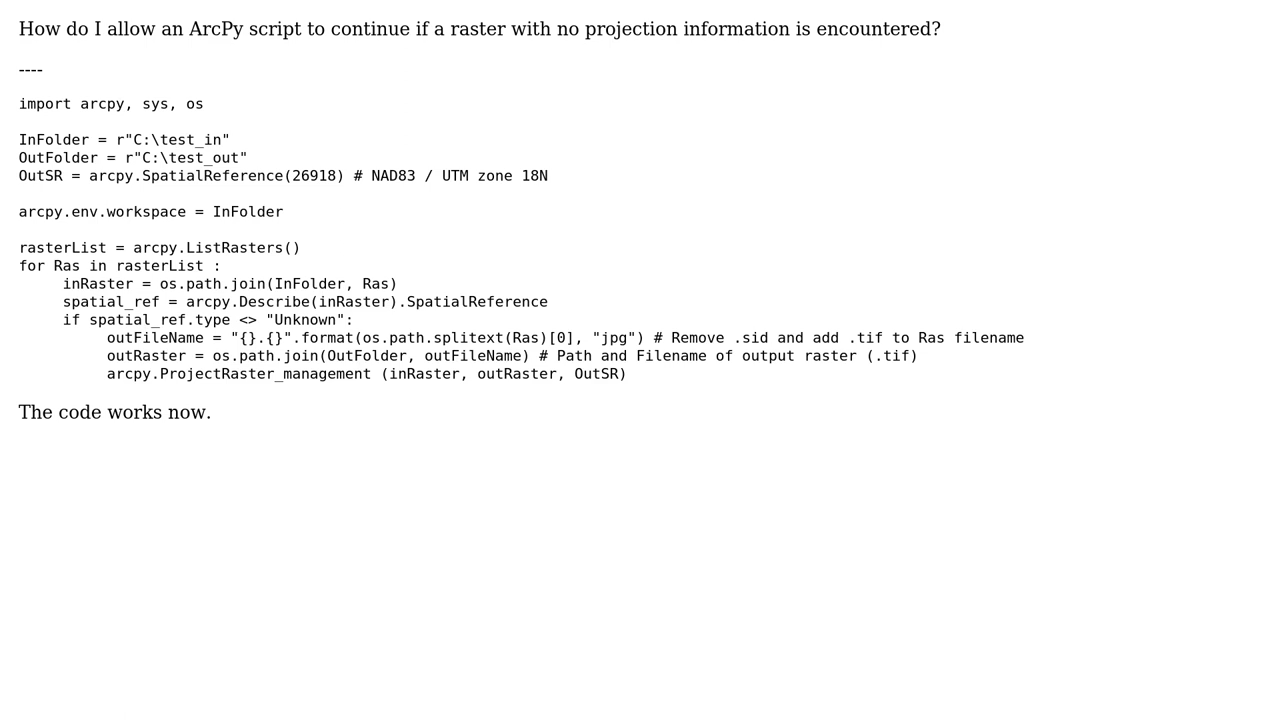 How do I allow an ArcPy script to continue if a raster with no projection information is encountered?
----
import arcpy, sys, os
InFolder = r"C:\test_in"
OutFolder = r"C:\test_out"
OutSR = arcpy.SpatialReference(26918) # NAD83 / UTM zone 18N
arcpy.env.workspace = InFolder
rasterList = arcpy.ListRasters()
for Ras in rasterList :
     inRaster = os.path.join(InFolder, Ras)
     spatial_ref = arcpy.Describe(inRaster).SpatialReference
     if spatial_ref.type <> "Unknown":
          outFileName = "{}.{}".format(os.path.splitext(Ras)[0], "jpg") # Remove .sid and add .tif to Ras filename
          outRaster = os.path.join(OutFolder, outFileName) # Path and Filename of output raster (.tif)
          arcpy.ProjectRaster_management (inRaster, outRaster, OutSR)
The code works now.